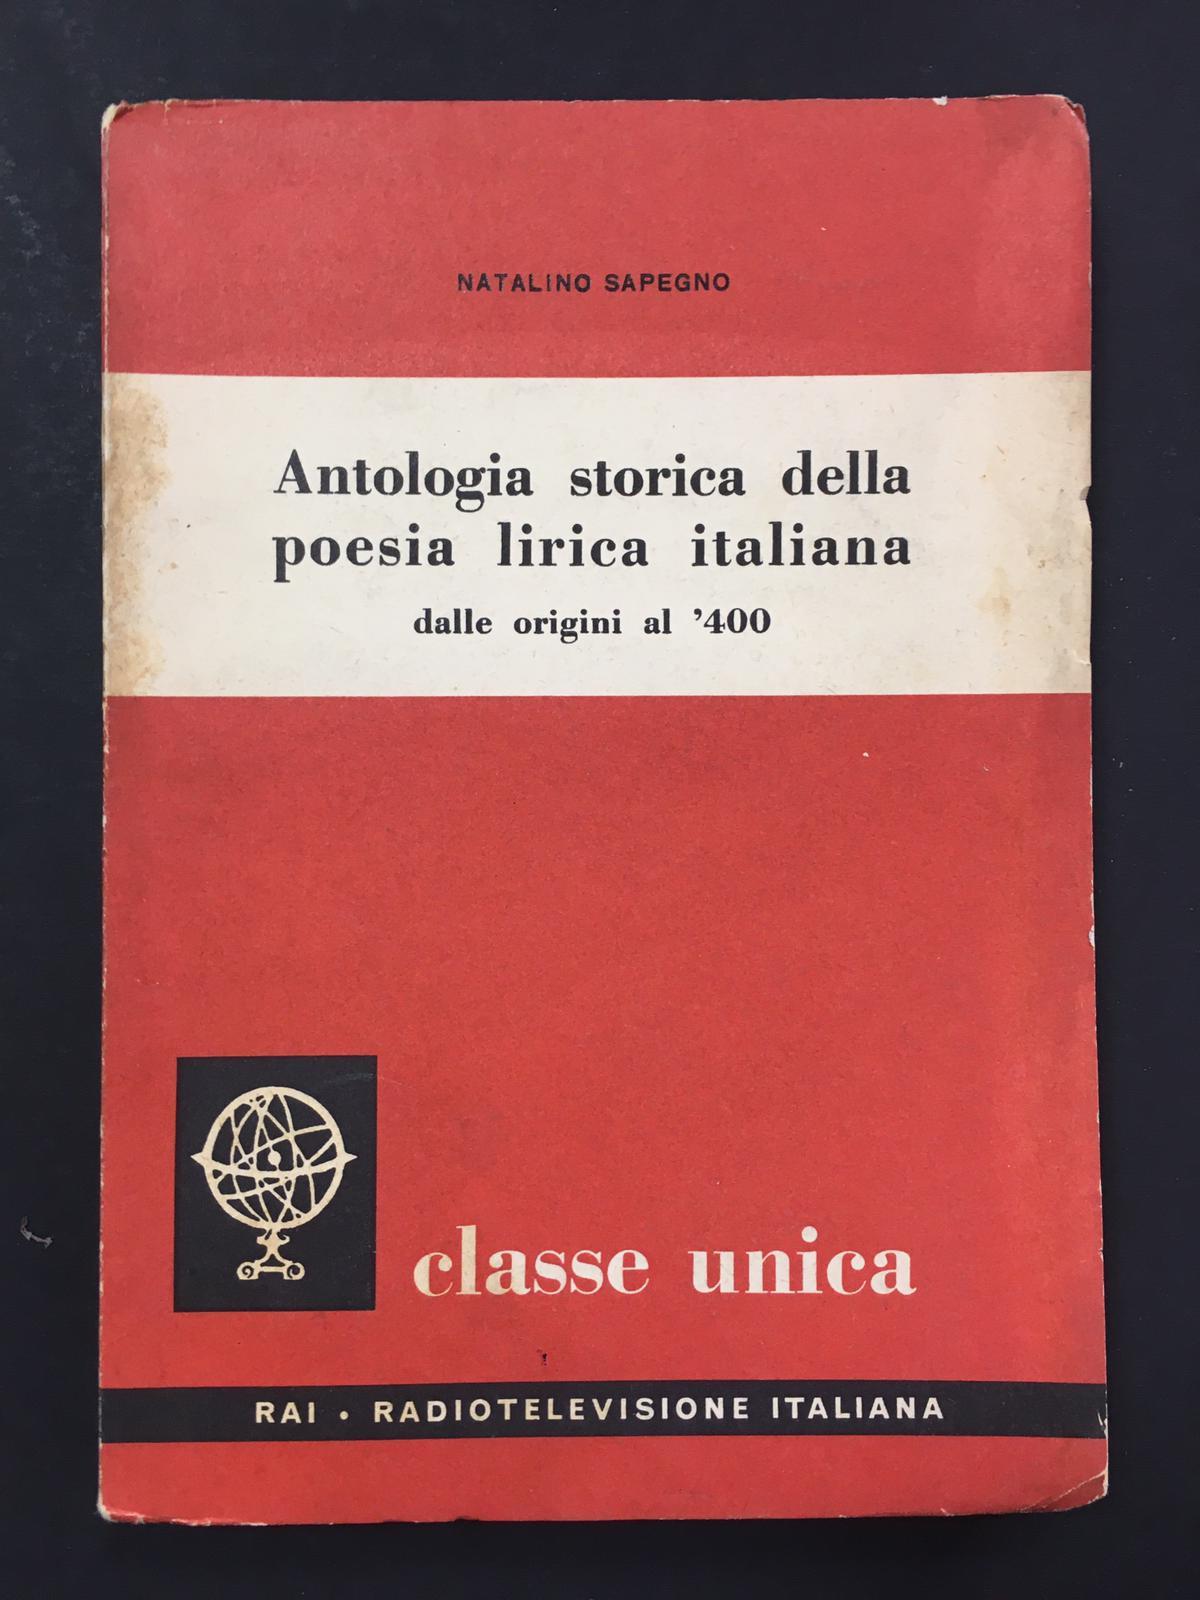 NATALINO SAPEGNO
Antologia storica della
poesia lirica italiana
dalle origini al ’400
classe unica
RAI • RADIOTELEVISIONE ITALIANA